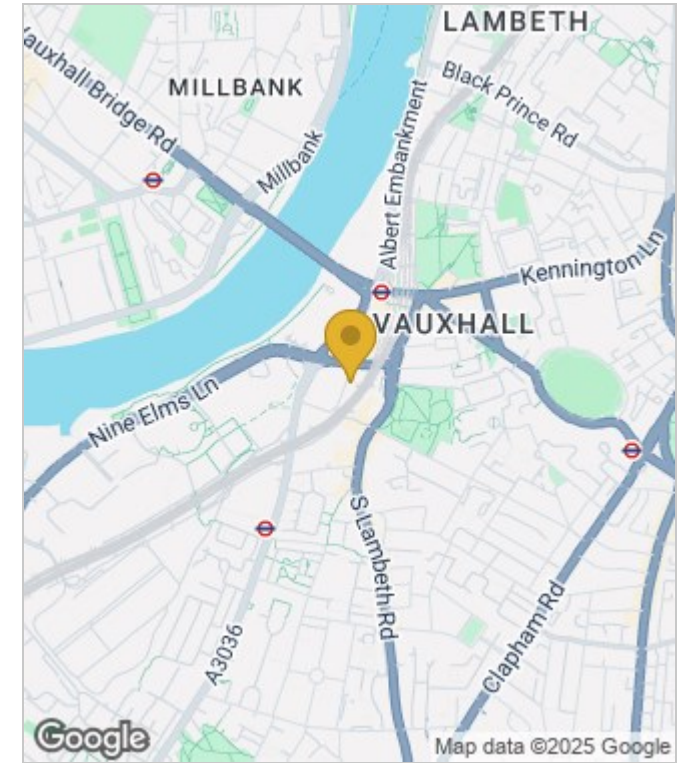 LAMBETH
Vauxhall Bridge Rd
MILLBANK
Black Prince Rd
Millbank
Albert Embankment
Kennington Ln
VAUXHALL
Nine Elms Ln
S Lambeth Rd
Clapham Rd
A3036
Google
Map data ©2025 Google